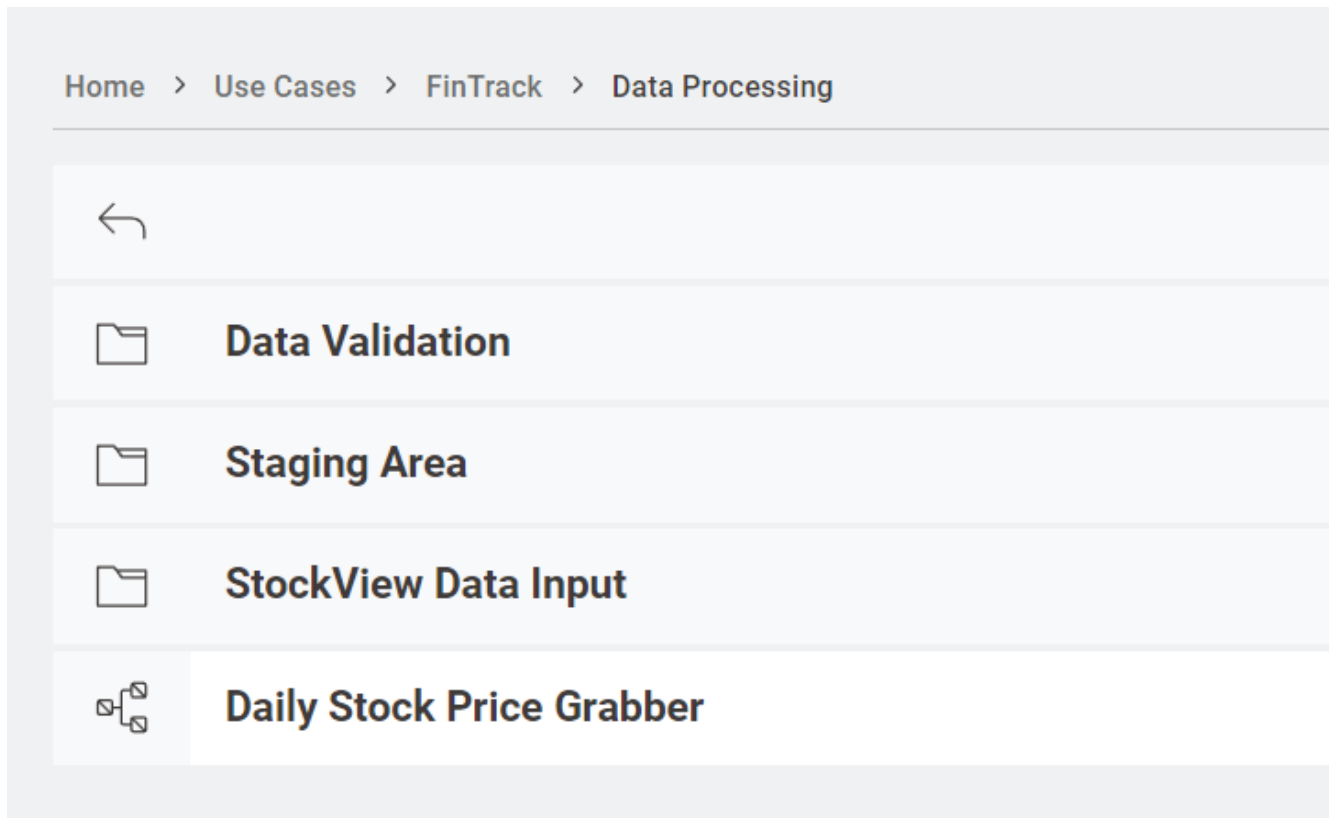 Home > Use Cases > FinTrack > Data Processing
Data Validation
Staging Area
StockView Data Input
Daily Stock Price Grabber